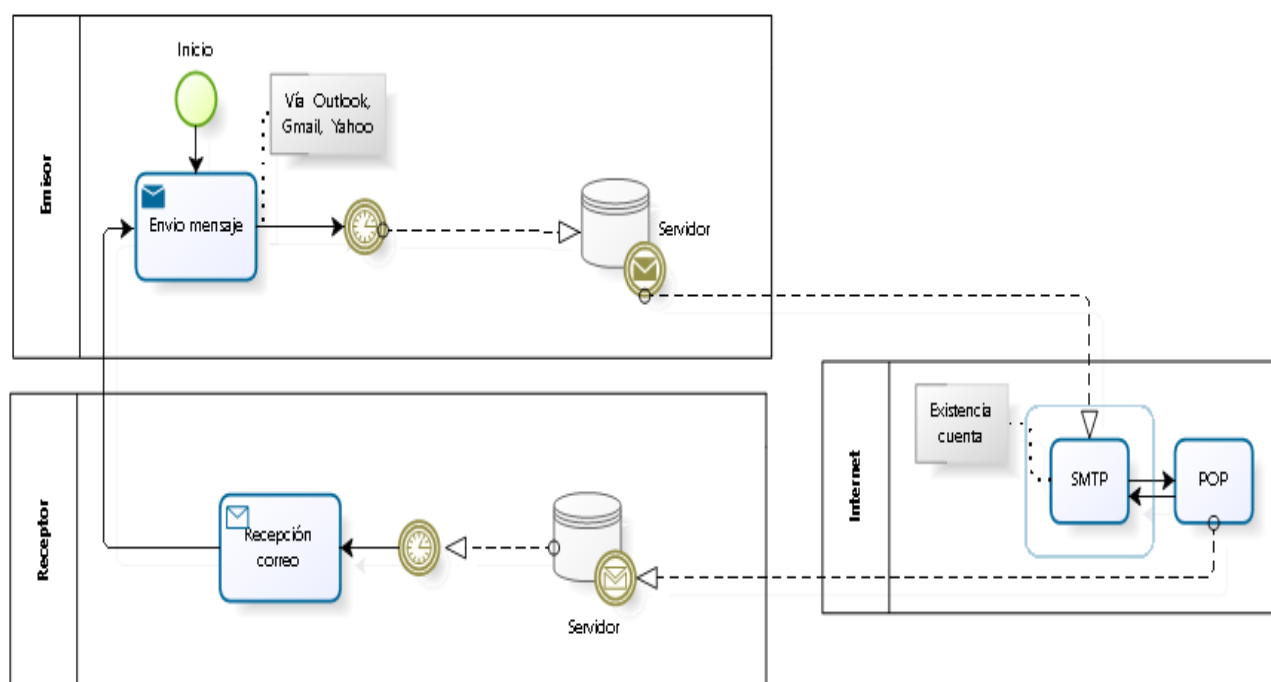 Inicio
Vía Outlook,
Gmail, Yahoo
Emisor
Envio mensaje
Servidor
Existencia
cuenta
SMTP
POP
Internet
Receptor
Recepción
correo
Servidor